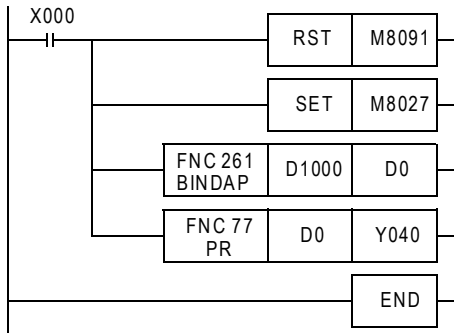 X000
RST M8091
SET M8027
FNC 261
BINDAP D1000 D0
FNC 77
PR D0 Y040
END